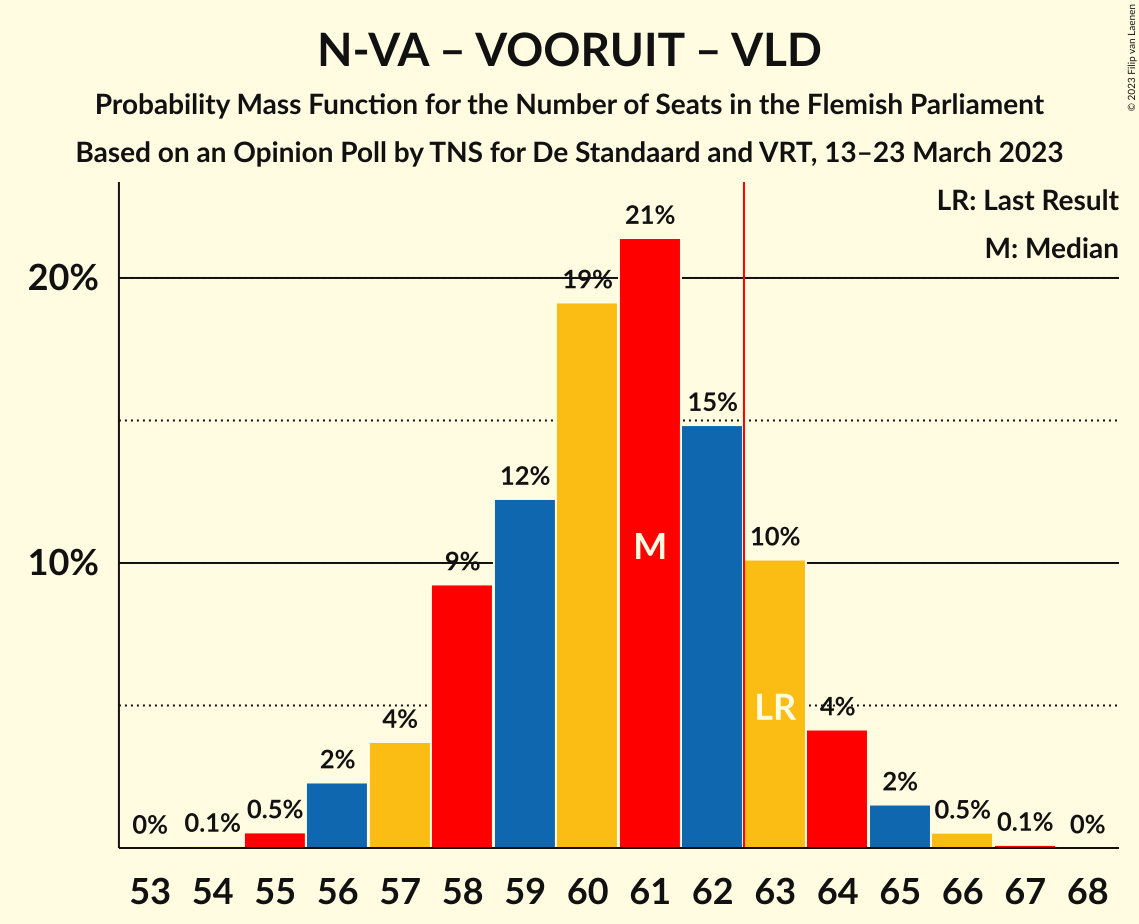 N-VA – VOORUIT – VLD
Probability Mass Function for the Number of Seats in the Flemish Parliament
Based on an Opinion Poll by TNS for De Standaard and VRT, 13–23 March 2023
© 2023 Filip van Laenen
LR: Last Result
M: Median
20%
10%
0%
0.1%
0.5%
2%
4%
9%
12%
19%
21%
15%
10%
4%
2%
0.5%
0.1%
0%
M
LR
53 54 55 56 57 58 59 60 61 62 63 64 65 66 67 68